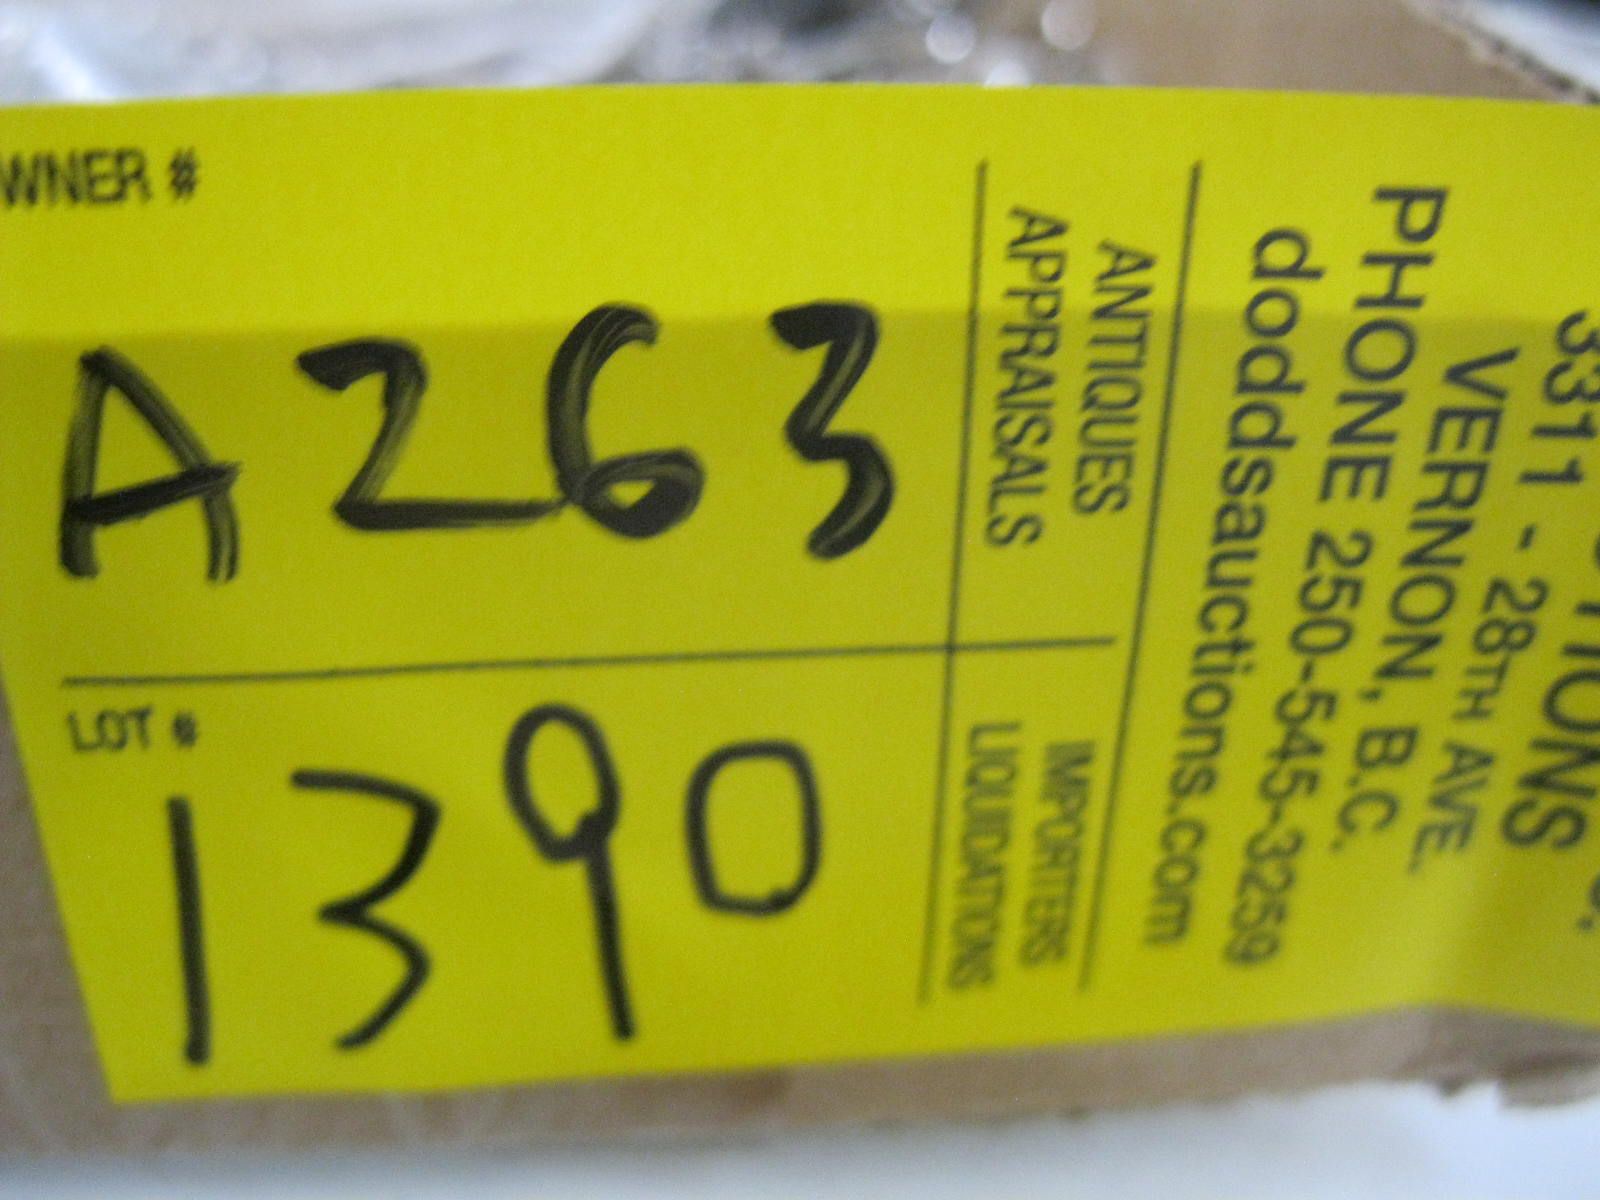 WNER #
A263
LOT #
1390
3311 - 28TH AVE.
VERNON, B.C.
PHONE 250-545-3259
doddsauctions.com
ANTIQUES
APPRAISALS
IMPORTERS
LIQUIDATIONS